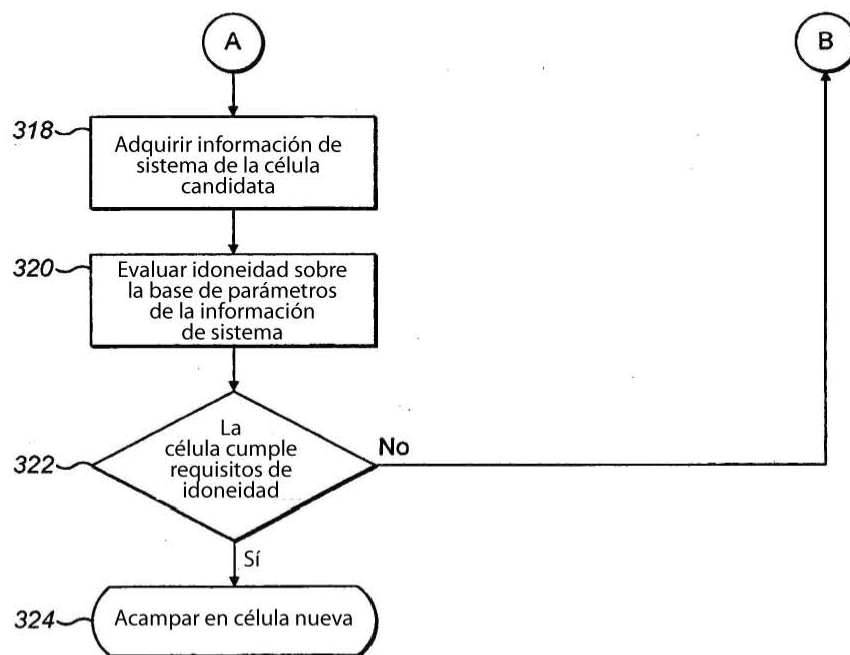 A
B
318
Adquirir información de
sistema de la célula
candidata
320
Evaluar idoneidad sobre
la base de parámetros
de la información
de sistema
322
La
célula cumple
requisitos de
idoneidad
No
Sí
324
Acampar en célula nueva